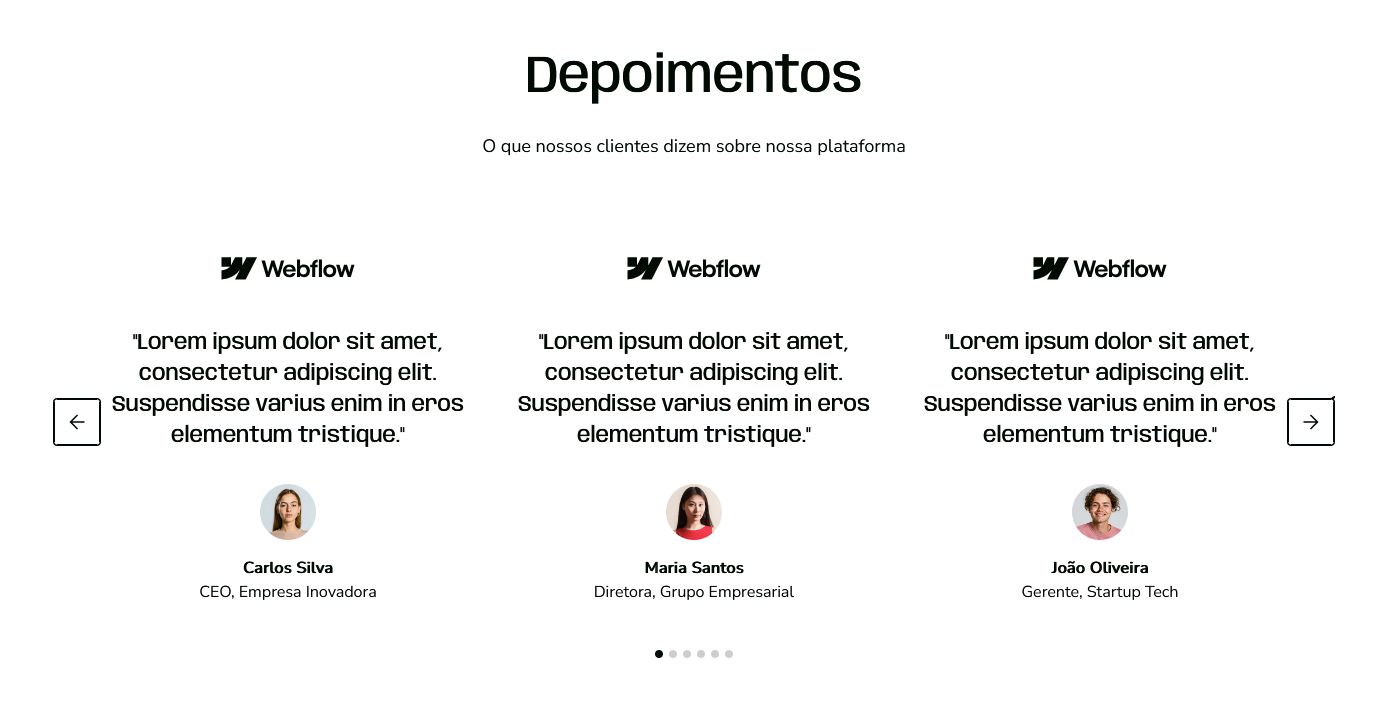 Depoimentos
O que nossos clientes dizem sobre nossa plataforma
Webflow
"Lorem ipsum dolor sit amet,
consectetur adipiscing elit.
Suspendisse varius enim in eros
elementum tristique."
Carlos Silva
CEO, Empresa Inovadora
Webflow
"Lorem ipsum dolor sit amet,
consectetur adipiscing elit.
Suspendisse varius enim in eros
elementum tristique."
Maria Santos
Diretora, Grupo Empresarial
Webflow
"Lorem ipsum dolor sit amet,
consectetur adipiscing elit.
Suspendisse varius enim in eros
elementum tristique."
João Oliveira
Gerente, Startup Tech